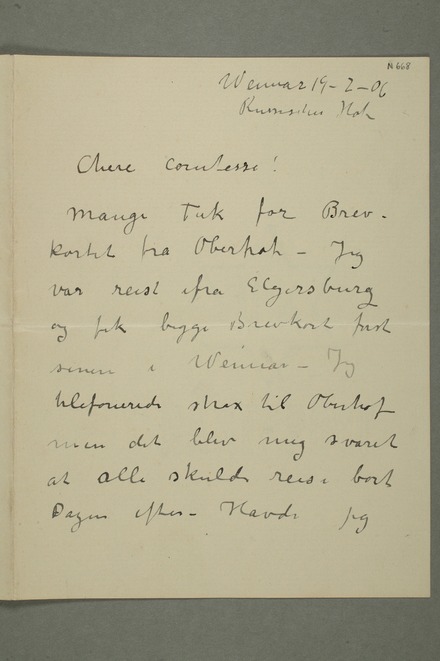 N 668
Weimar 19-2-06
Russischer Hof
Chere comtesse!
Mange Tak for Brev-
kortet fra Oberhof - Jeg
var reist ifra Elgersburg
og fik begge Brevkort først
senere i Weimar - Jeg
telefonerede strax til Oberhof
men det blev mig svaret
at alle skulde reise bort
Dagen efter - Havde jeg